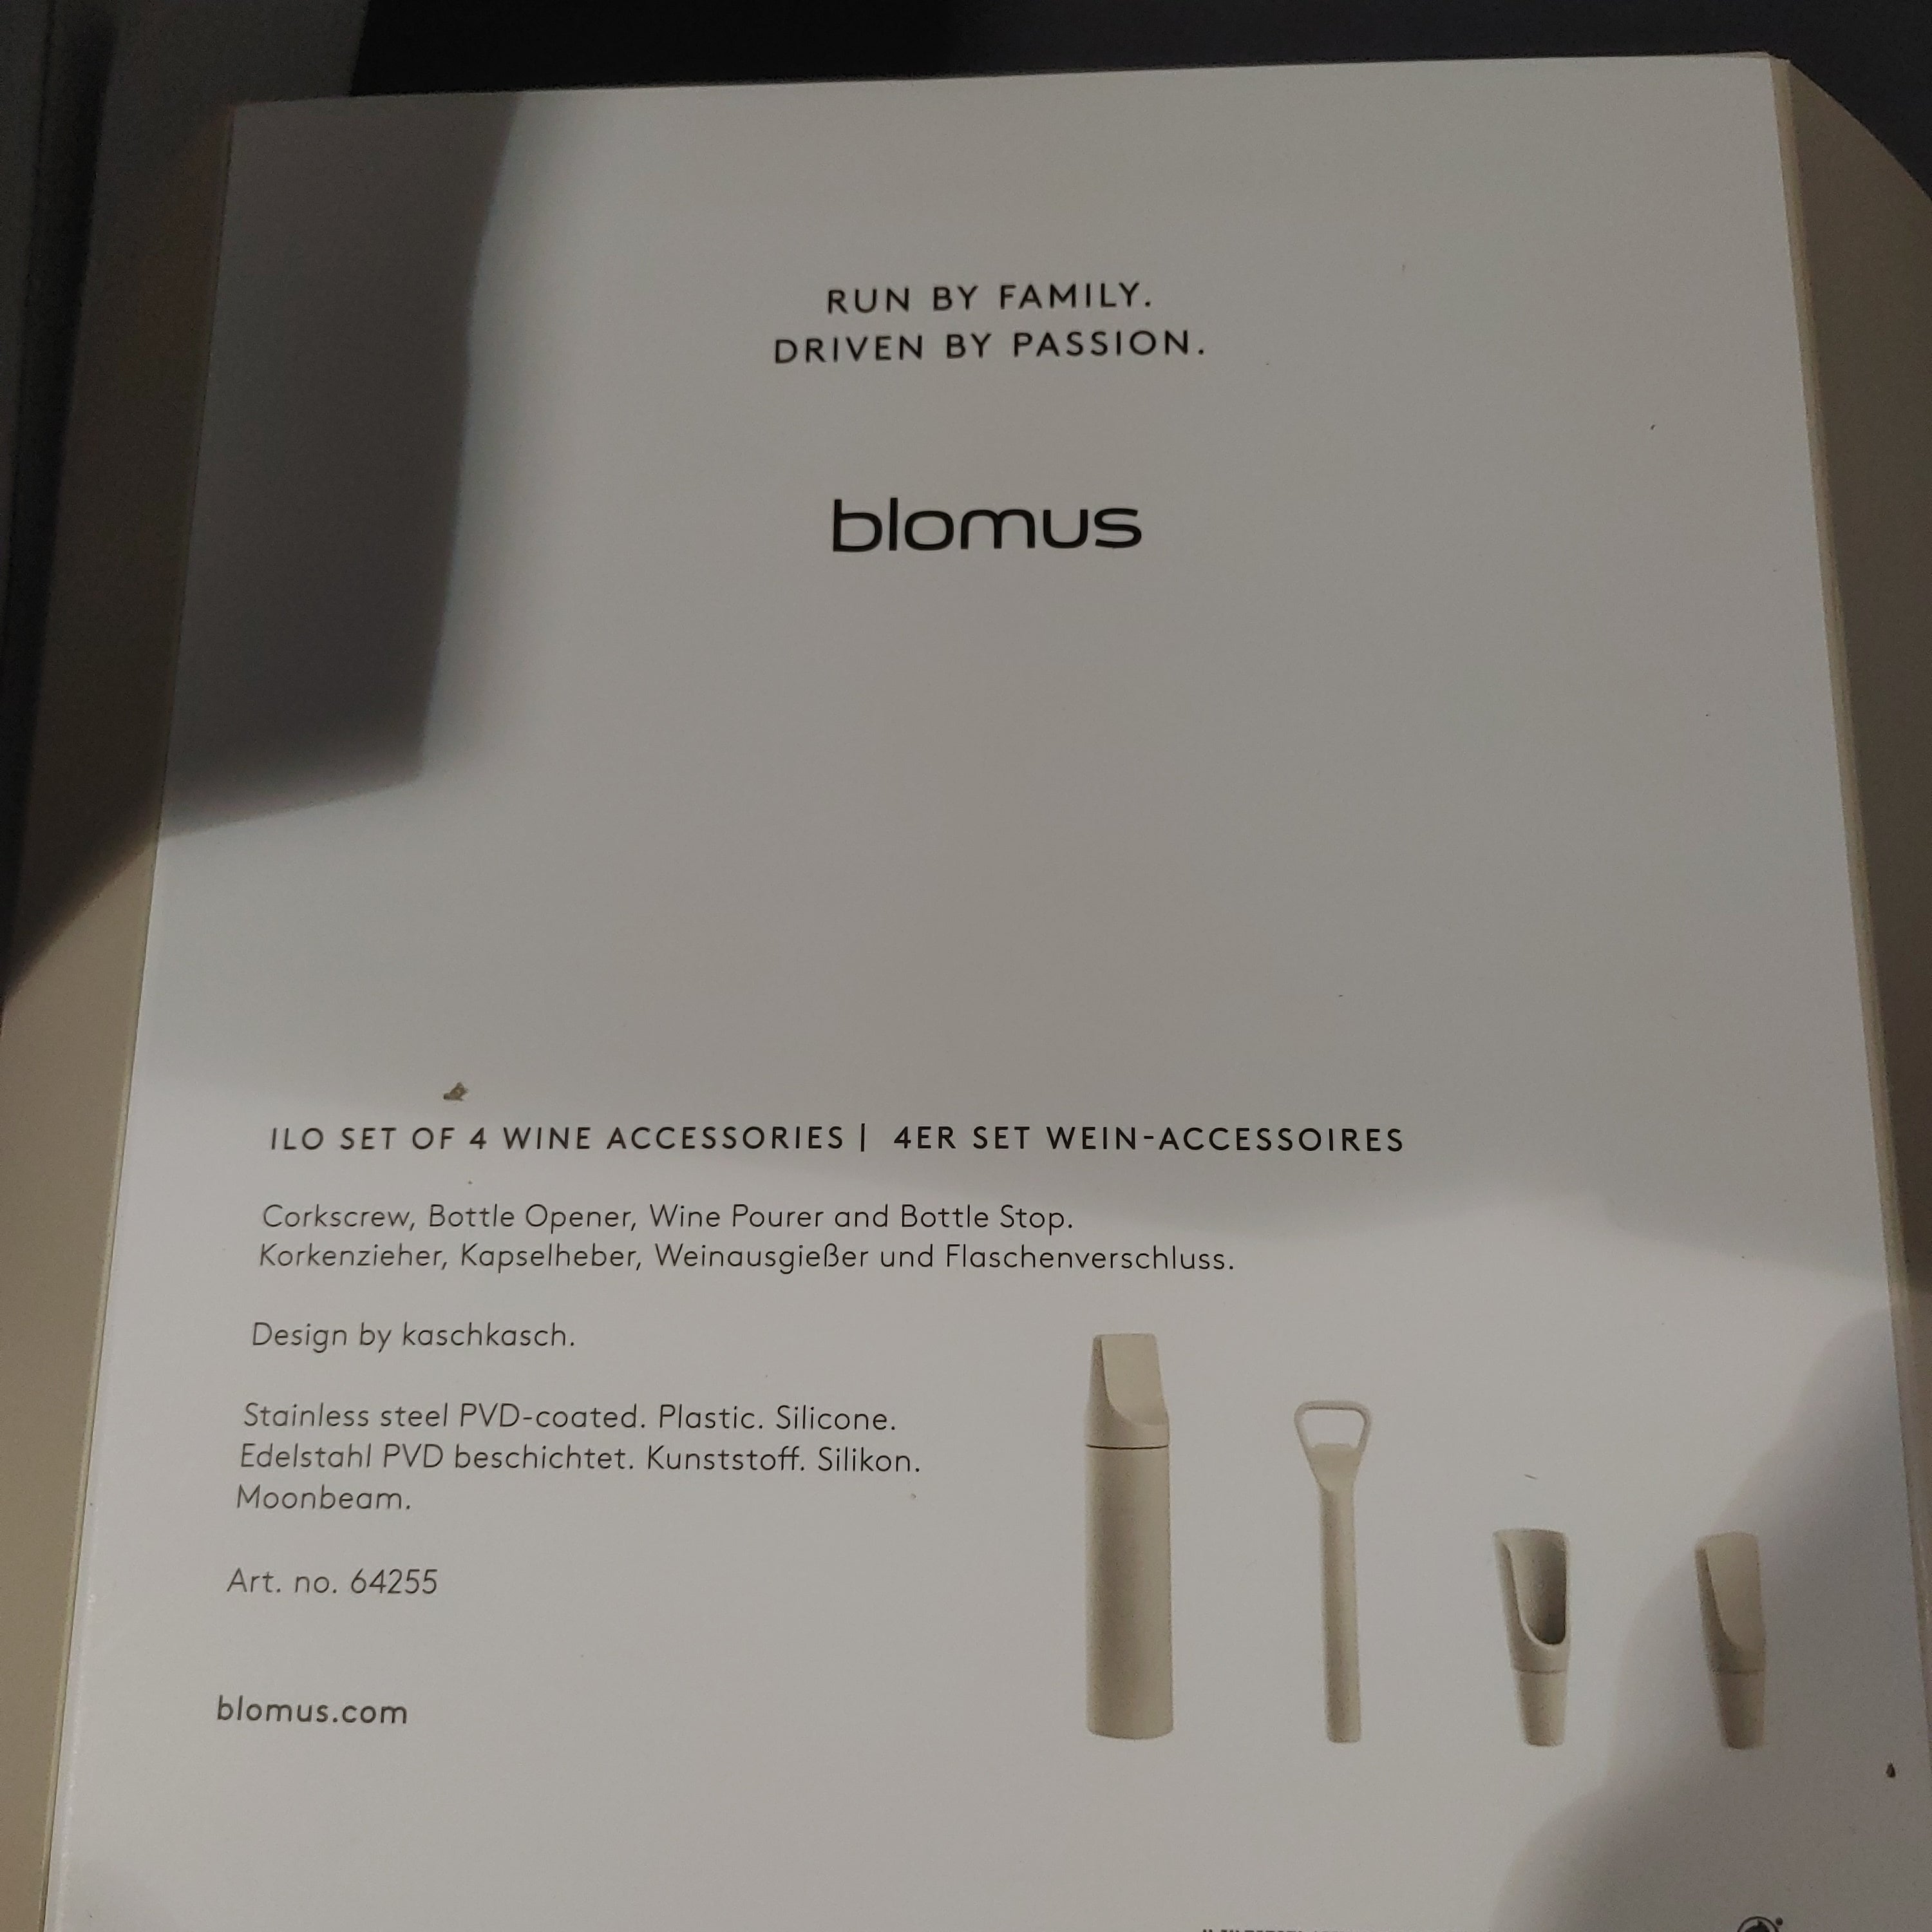 RUN BY FAMILY.
DRIVEN BY PASSION.
blomus
ILO SET OF 4 WINE ACCESSORIES | 4ER SET WEIN-ACCESSOIRES
Corkscrew, Bottle Opener, Wine Pourer and Bottle Stop.
Korkenzieher, Kapselheber, Weinausgießer und Flaschenverschluss.
Design by kaschkasch.
Stainless steel PVD-coated. Plastic. Silicone.
Edelstahl PVD beschichtet. Kunststoff. Silikon.
Moonbeam.
Art. no. 64255
blomus.com